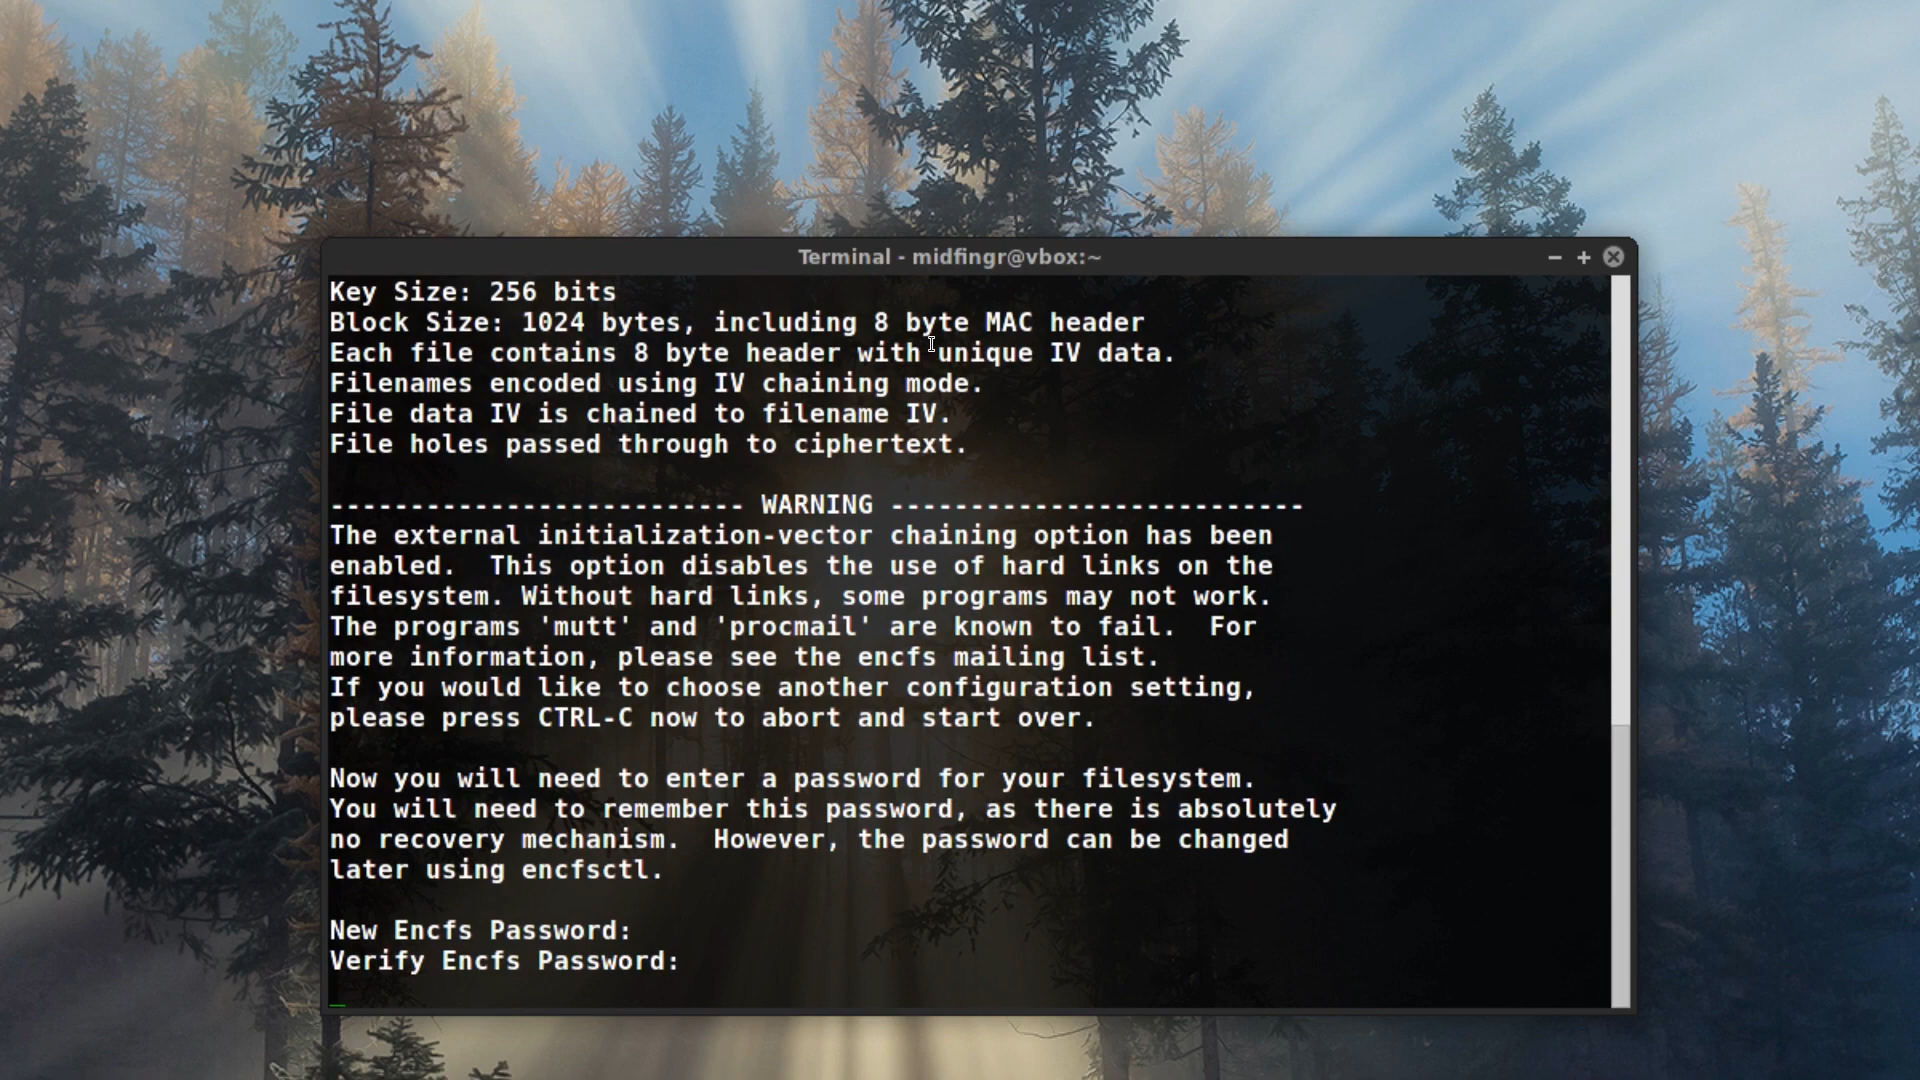 Terminal - midfingr@vbox:~
Key Size: 256 bits
Block Size: 1024 bytes, including 8 byte MAC header
Each file contains 8 byte header with unique IV data.
Filenames encoded using IV chaining mode.
File data IV is chained to filename IV.
File holes passed through to ciphertext.
-------------------------- WARNING --------------------------
The external initialization-vector chaining option has been
enabled.  This option disables the use of hard links on the
filesystem. Without hard links, some programs may not work.
The programs 'mutt' and 'procmail' are known to fail.  For
more information, please see the encfs mailing list.
If you would like to choose another configuration setting,
please press CTRL-C now to abort and start over.
Now you will need to enter a password for your filesystem.
You will need to remember this password, as there is absolutely
no recovery mechanism.  However, the password can be changed
later using encfsctl.
New Encfs Password:
Verify Encfs Password: